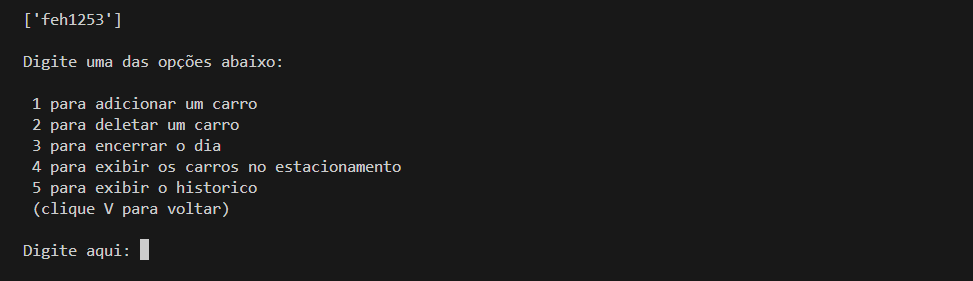 ['feh1253']
Digite uma das opções abaixo:
1 para adicionar um carro
2 para deletar um carro
3 para encerrar o dia
4 para exibir os carros no estacionamento
5 para exibir o historico
(clique V para voltar)
Digite aqui: